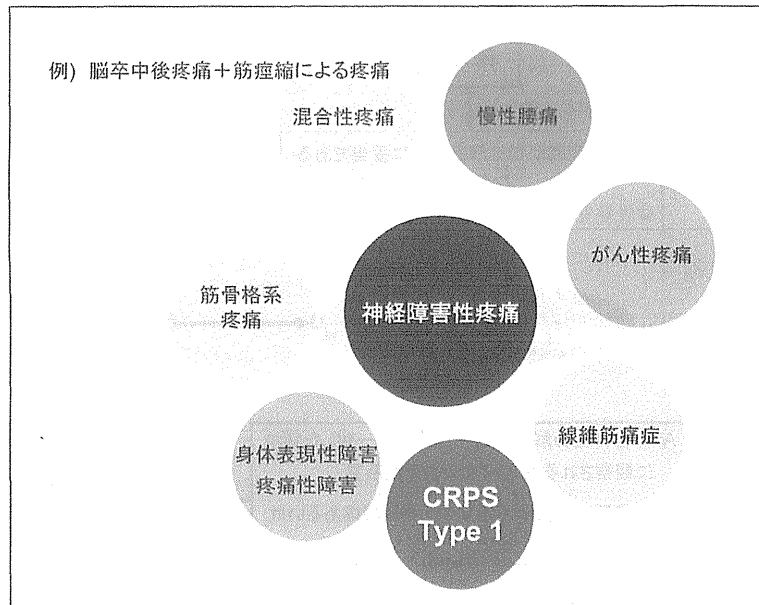 例) 脳卒中後疼痛＋筋痙縮による疼痛
混合性疼痛
慢性腰痛
がん性疼痛
神経障害性疼痛
筋骨格系
疼痛
線維筋痛症
身体表現性障害
疼痛性障害
CRPS
Type 1